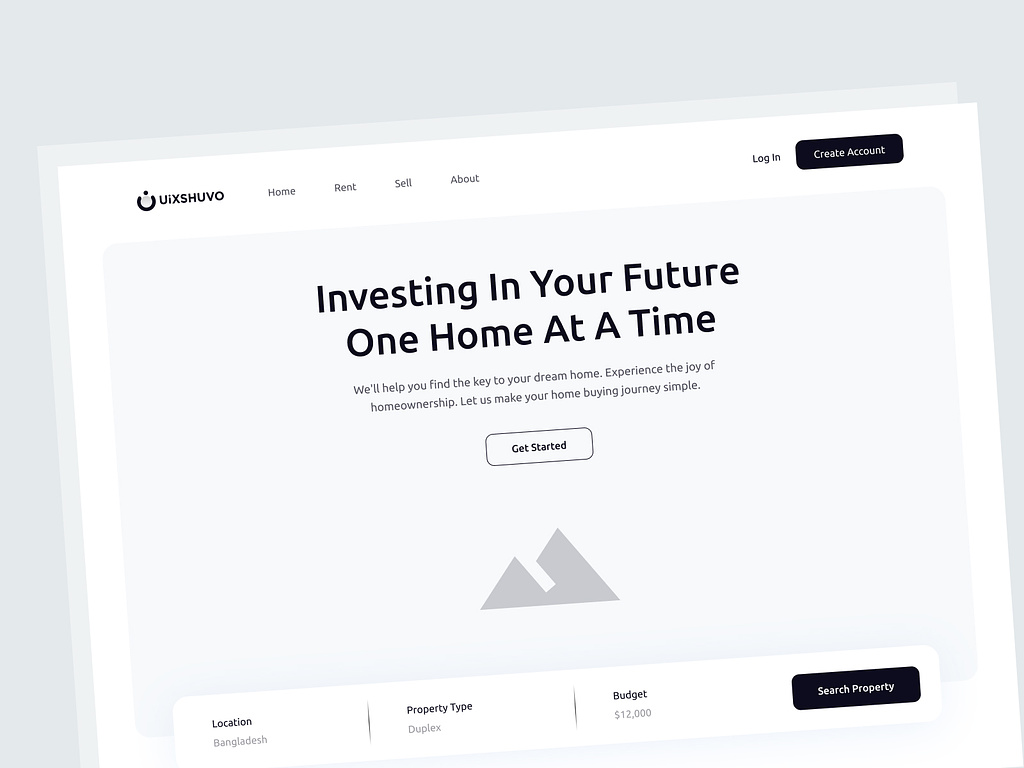 UiXSHUVO
Home
Rent
Sell
About
Log In
Create Account
Investing In Your Future
One Home At A Time
We'll help you find the key to your dream home. Experience the joy of
homeownership. Let us make your home buying journey simple.
Get Started
Location
Bangladesh
Property Type
Duplex
Budget
$12,000
Search Property